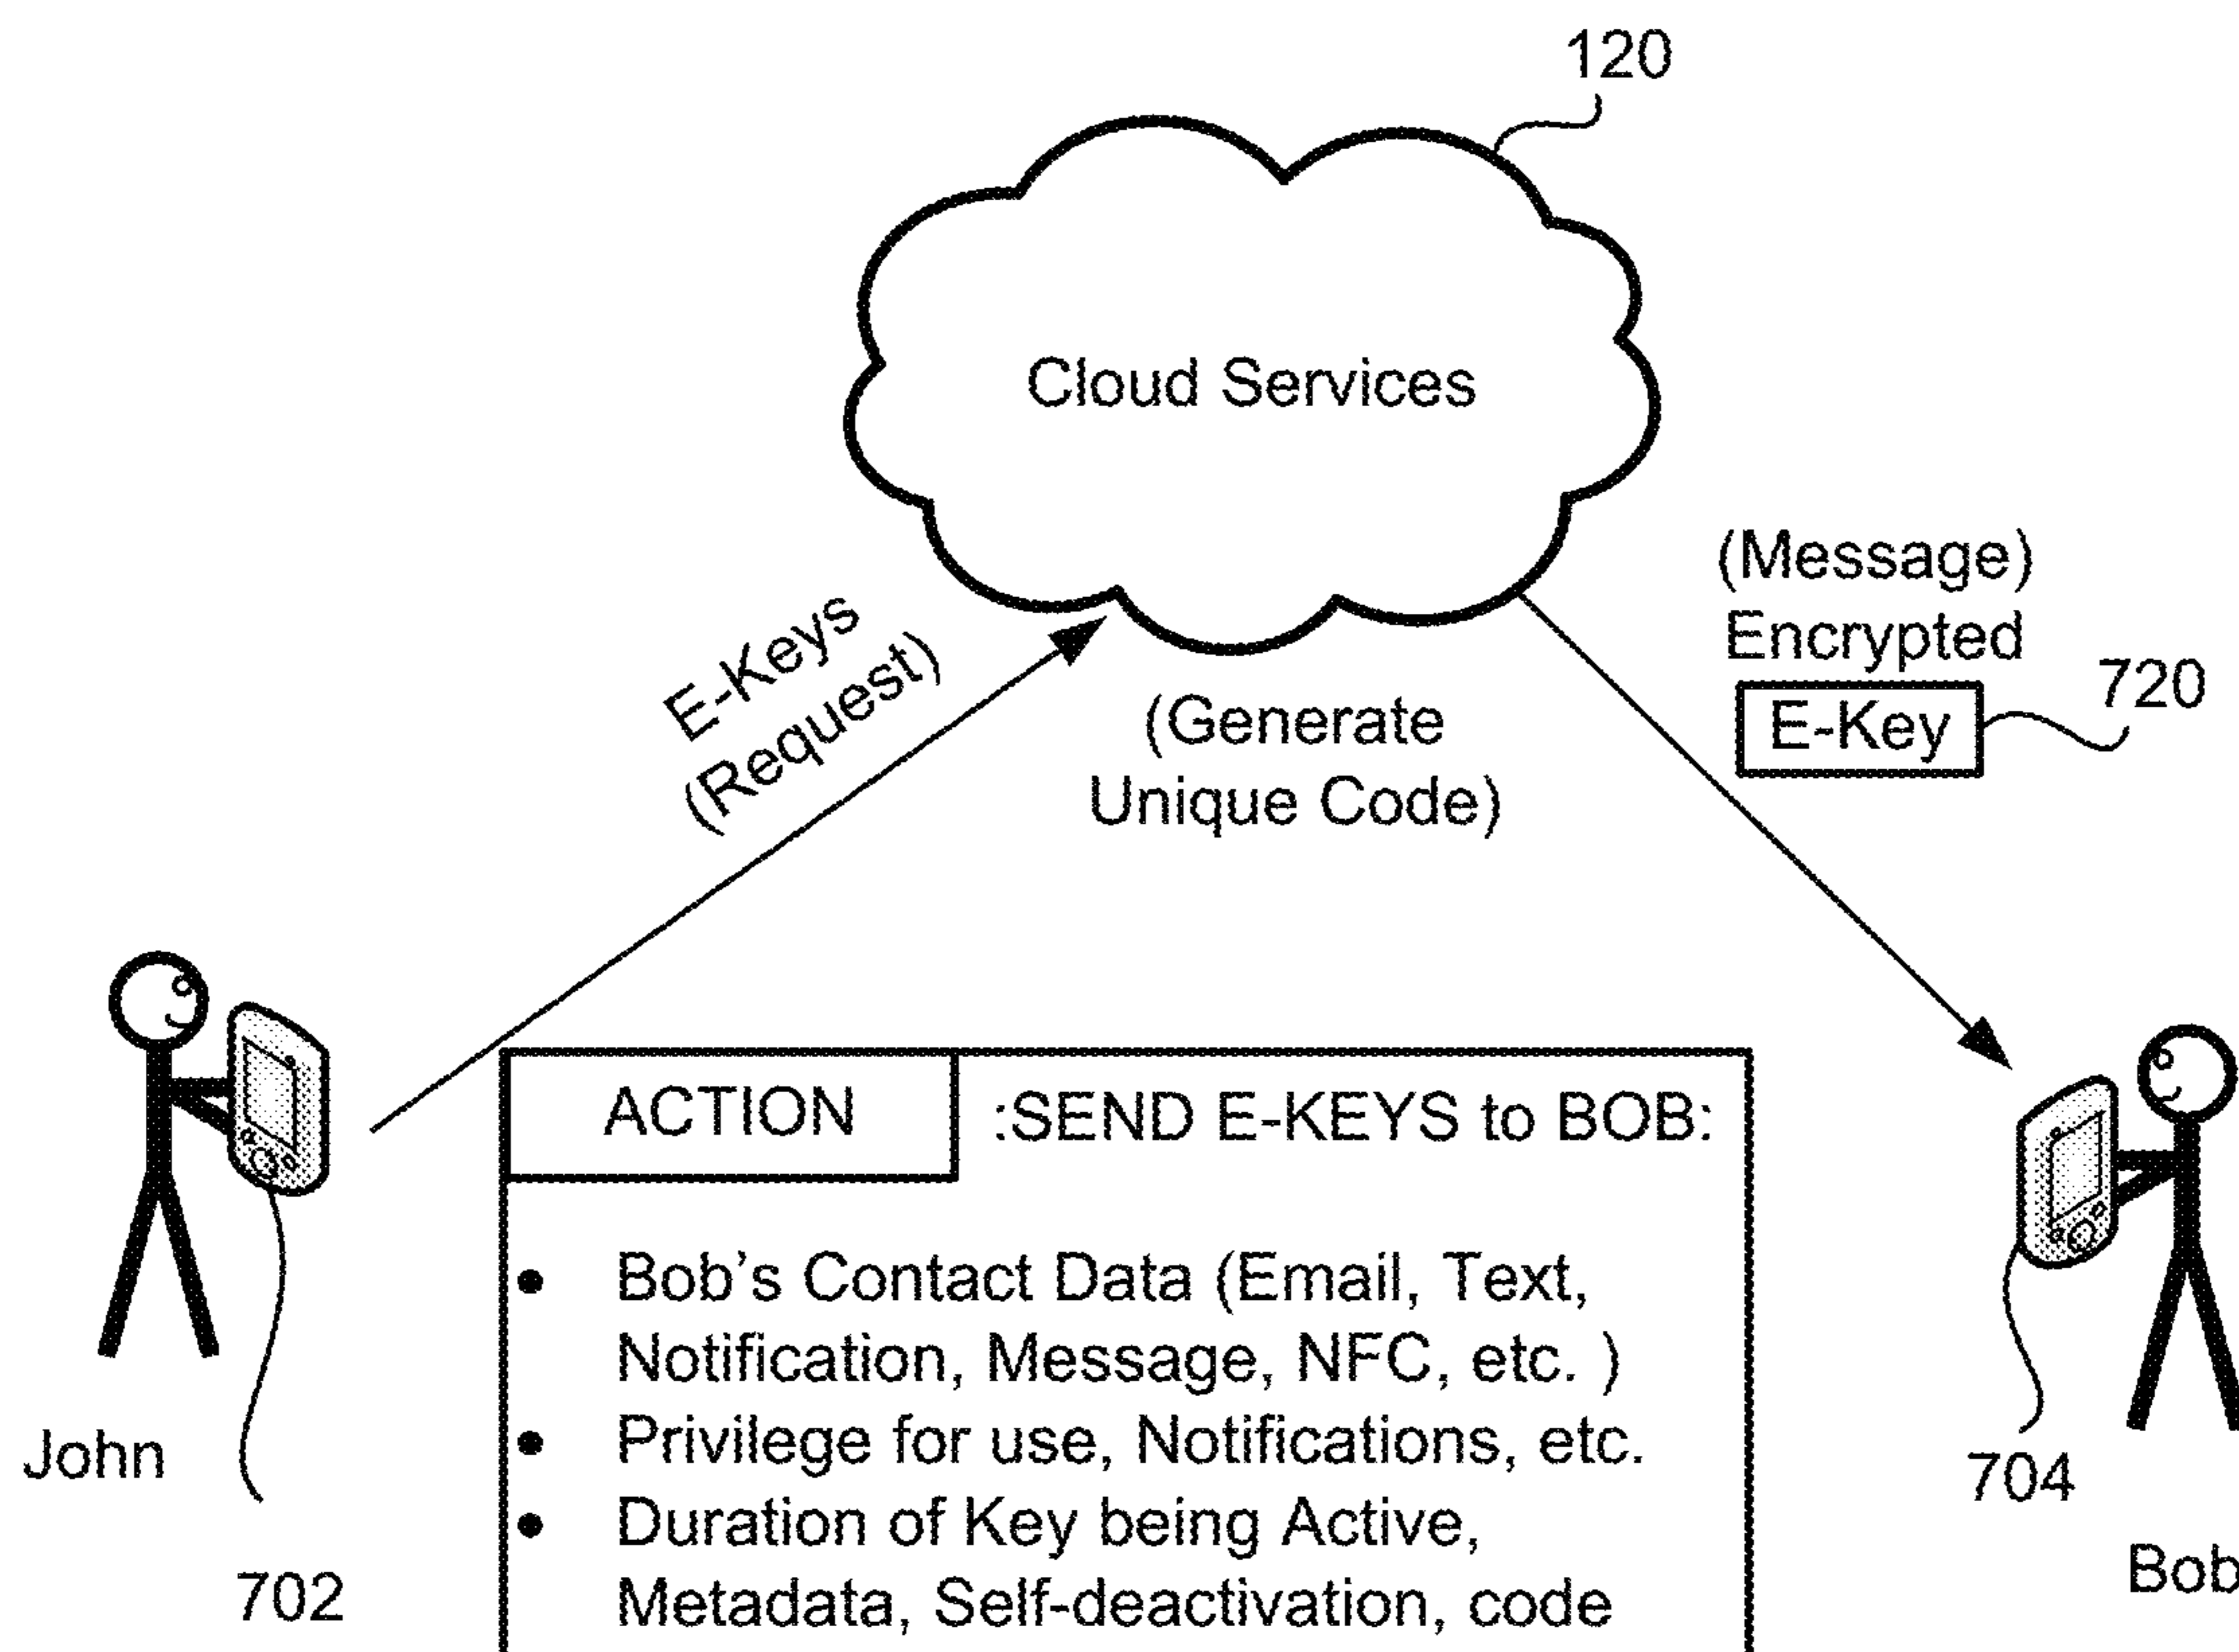 120
Cloud Services
(Message)
Encrypted
E-Key
720
E-Keys
(Request)
(Generate
Unique Code)
ACTION :SEND E-KEYS to BOB:
• Bob's Contact Data (Email, Text,
Notification, Message, NFC, etc. )
• Privilege for use, Notifications, etc.
• Duration of Key being Active,
Metadata, Self-deactivation, code
John
702
704
Bob